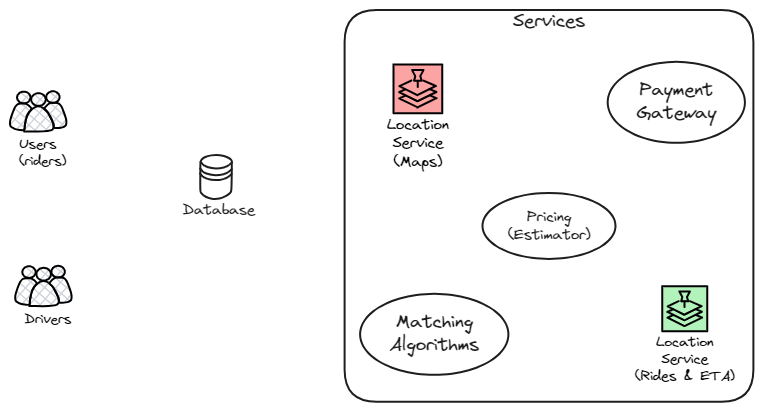 Services
Users
(riders)
Drivers
Database
Location
Service
(Maps)
Payment
Gateway
Pricing
(Estimator)
Matching
Algorithms
Location
Service
(Rides & ETA)